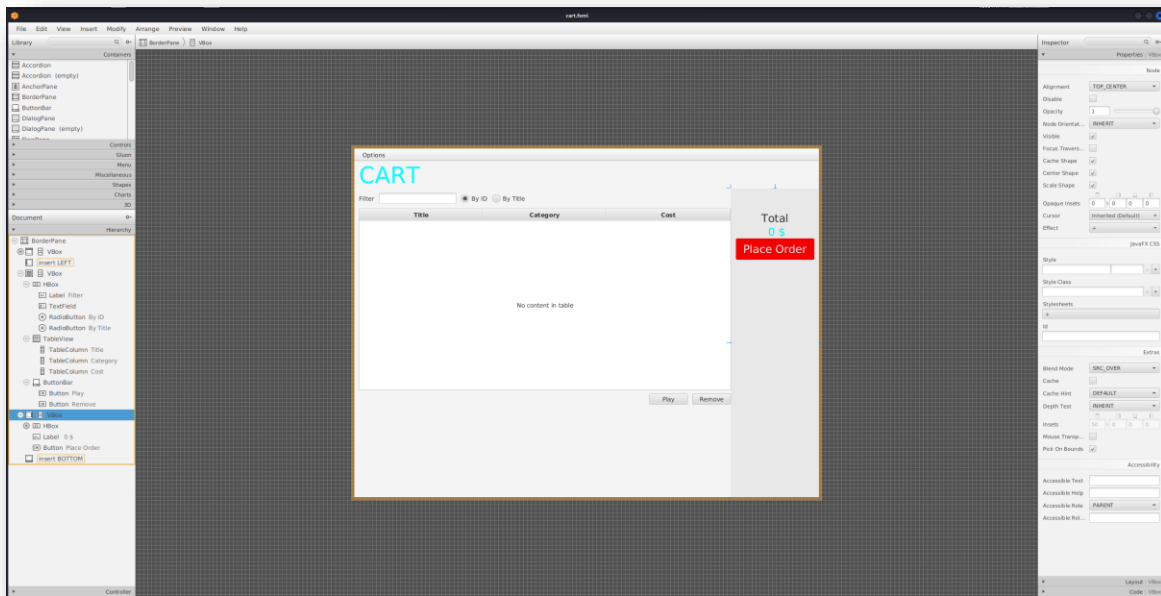 cart.fxml
File Edit View Insert Modify Arrange Preview Window Help
Library
Containers
Accordion
Accordion (empty)
AnchorPane
BorderPane
ButtonBar
DialogPane
DialogPane (empty)
Controls
Gluon
Menu
Miscellaneous
Shapes
Charts
3D
Document
Hierarchy
BorderPane
VBox
insert LEFT
VBox
HBox
Label Filter
TextField
RadioButton By ID
RadioButton By Title
TableView
TableColumn Title
TableColumn Category
TableColumn Cost
ButtonBar
Button Play
Button Remove
VBox
HBox
Label 0 $
Button Place Order
insert BOTTOM
Controller
BorderPane VBox
Options
CART
Filter By ID By Title
Title Category Cost
No content in table
Play Remove
Total
0 $
Place Order
Inspector
Properties : VBox
Node
Alignment TOP_CENTER
Disable
Opacity 1
Node Orientat... INHERIT
Visible
Focus Travers...
Cache Shape
Center Shape
Scale Shape
Opaque Insets 0 0 0 0
Cursor Inherited (Default)
Effect +
JavaFX CSS
Style
Style Class
Stylesheets
+
Id
Extras
Blend Mode SRC_OVER
Cache
Cache Hint DEFAULT
Depth Test INHERIT
Insets 50 0 0 0
Mouse Transp...
Pick On Bounds
Accessibility
Accessible Text
Accessible Help
Accessible Role PARENT
Accessible Rol...
Layout : VBox
Code : VBox